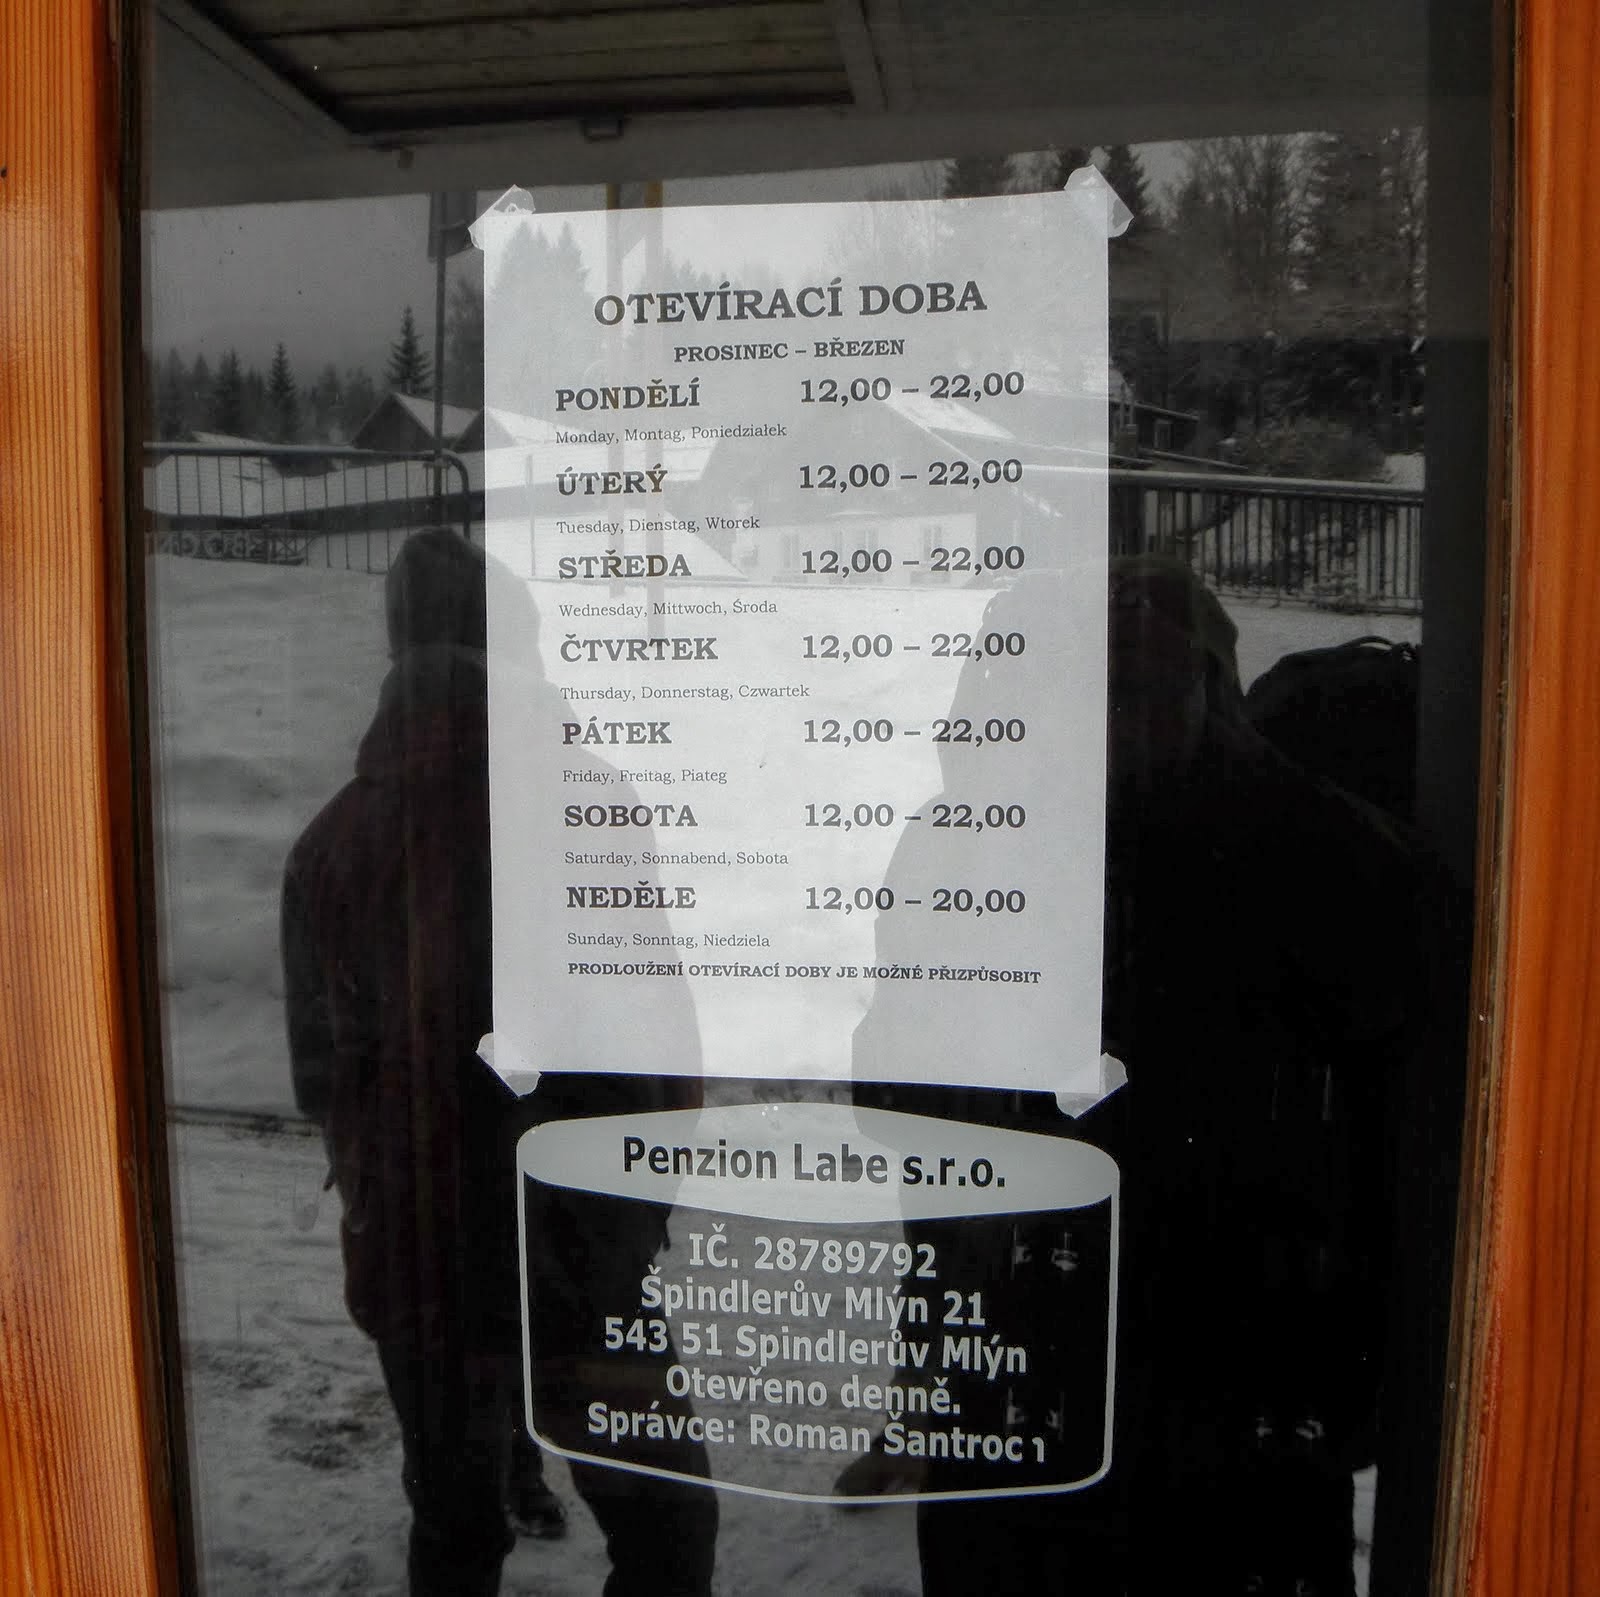 OTEVÍRACÍ DOBA
PROSINEC – BŘEZEN
PONDĚLÍ 12,00 – 22,00
Monday, Montag, Poniedziałek
ÚTERÝ 12,00 – 22,00
Tuesday, Dienstag, Wtorek
STŘEDA 12,00 – 22,00
Wednesday, Mittwoch, Środa
ČTVRTEK 12,00 – 22,00
Thursday, Donnerstag, Czwartek
PÁTEK 12,00 – 22,00
Friday, Freitag, Piateg
SOBOTA 12,00 – 22,00
Saturday, Sonnabend, Sobota
NEDĚLE 12,00 – 20,00
Sunday, Sonntag, Niedziela
PRODLOUŽENÍ OTEVÍRACÍ DOBY JE MOŽNÉ PŘIZPŮSOBIT
Penzion Labe s.r.o.
IČ. 28789792
Špindlerův Mlýn 21
543 51 Spindlerův Mlýn
Otevřeno denně.
Správce: Roman